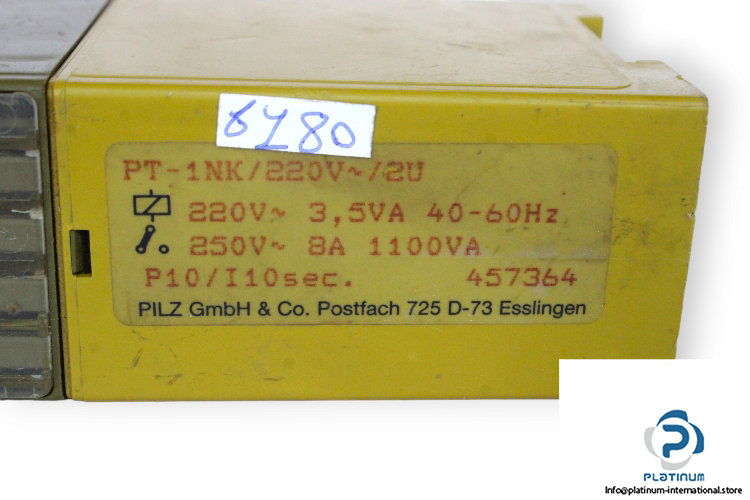 6480
PT-1NK/220V~/2U
220V~ 3,5VA 40-60Hz
250V~ 8A 1100VA
P10/I10sec. 457364
PILZ GmbH & Co. Postfach 725 D-73 Esslingen
PLATINUM
Info@platinum-international.store